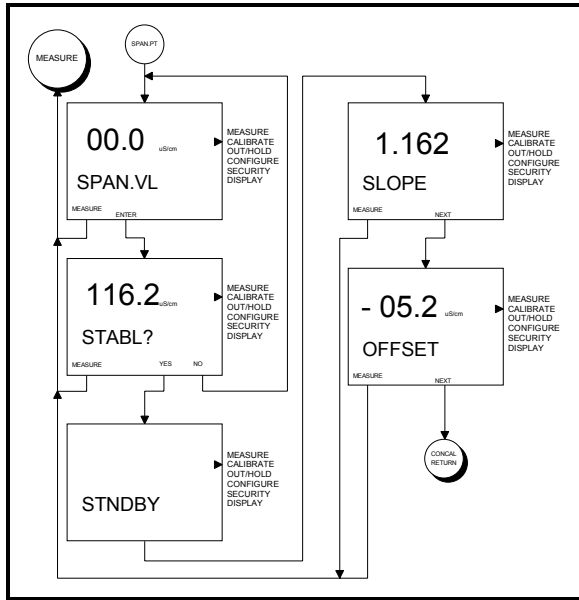 MEASURE
SPAN.PT
00.0 uS/cm
SPAN.VL
MEASURE
ENTER
MEASURE
CALIBRATE
OUT/HOLD
CONFIGURE
SECURITY
DISPLAY
116.2 uS/cm
STABL?
MEASURE
YES
NO
MEASURE
CALIBRATE
OUT/HOLD
CONFIGURE
SECURITY
DISPLAY
STNDBY
MEASURE
CALIBRATE
OUT/HOLD
CONFIGURE
SECURITY
DISPLAY
1.162
SLOPE
MEASURE
NEXT
MEASURE
CALIBRATE
OUT/HOLD
CONFIGURE
SECURITY
DISPLAY
- 05.2 uS/cm
OFFSET
MEASURE
NEXT
MEASURE
CALIBRATE
OUT/HOLD
CONFIGURE
SECURITY
DISPLAY
CONCAL
RETURN